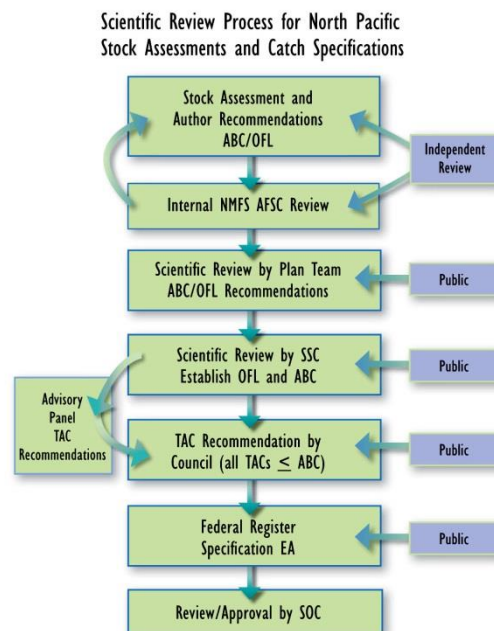 Scientific Review Process for North Pacific
Stock Assessments and Catch Specifications
Stock Assessment and
Author Recommendations
ABC/OFL
Independent
Review
Internal NMFS AFSC Review
Scientific Review by Plan Team
ABC/OFL Recommendations
Public
Scientific Review by SSC
Establish OFL and ABC
Public
Advisory
Panel
TAC
Recommendations
TAC Recommendation by
Council (all TACs ≤ ABC)
Public
Federal Register
Specification EA
Public
Review/Approval by SOC